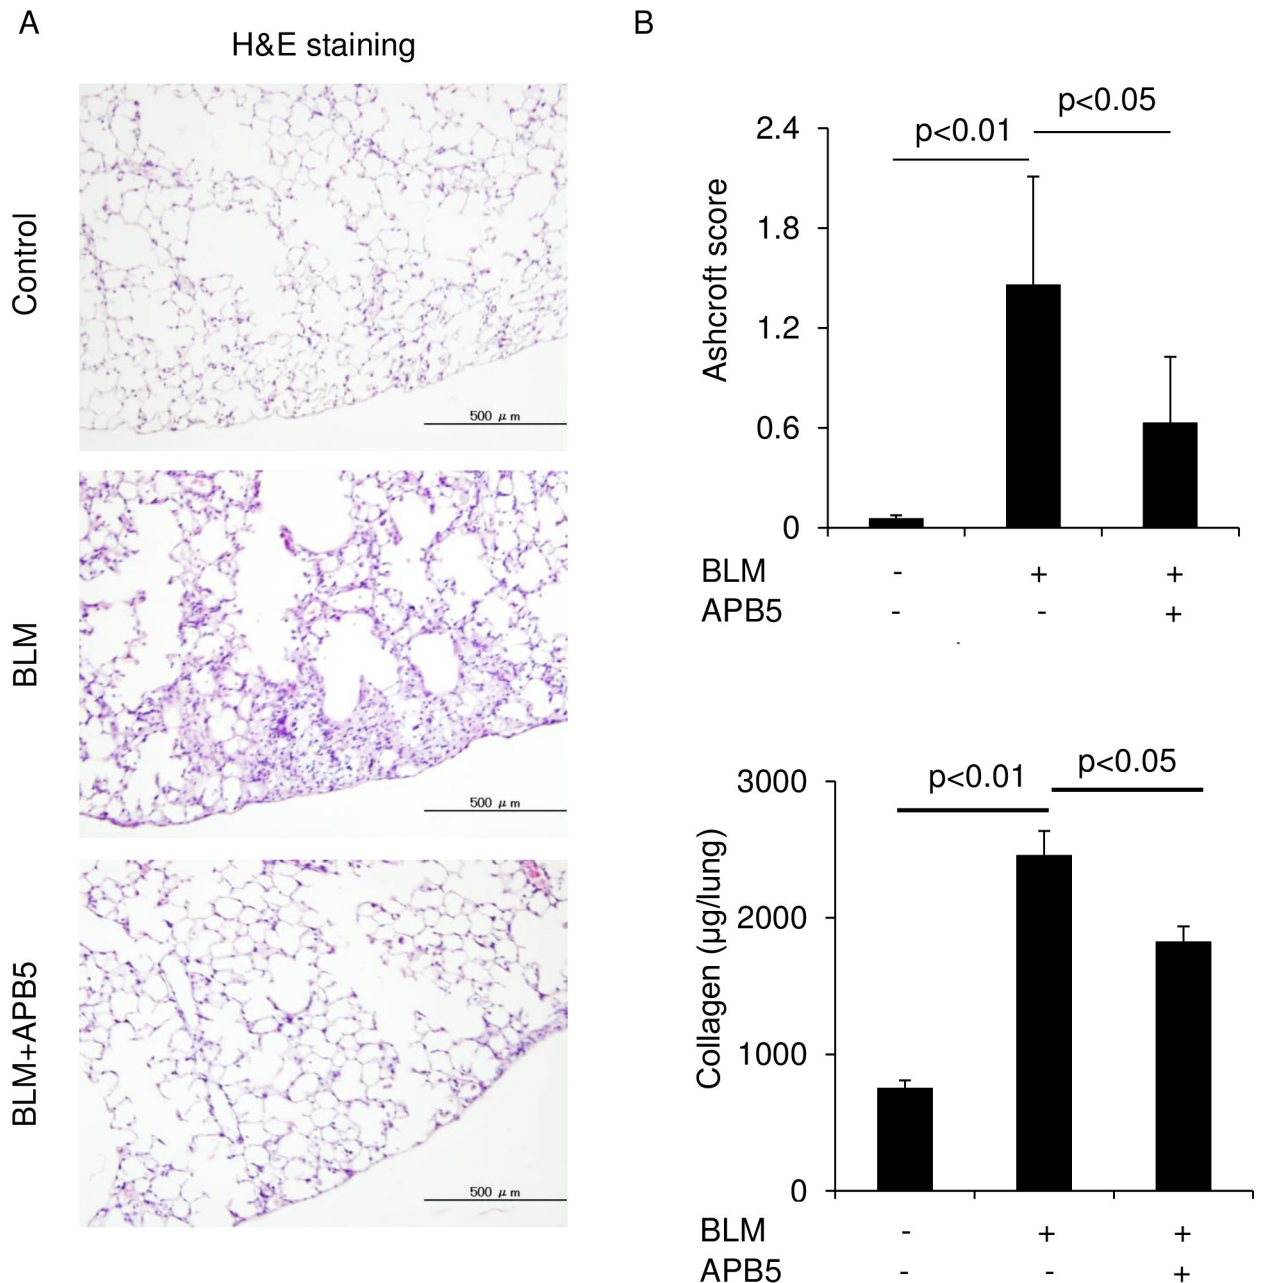 A
H&E staining
Control
500 μm
BLM
500 μm
BLM+APB5
500 μm
B
p<0.01
p<0.05
Ashcroft score
2.4
1.8
1.2
0.6
0
BLM - + +
APB5 - - +
p<0.01
p<0.05
Collagen (μg/lung)
3000
2000
1000
0
BLM - + +
APB5 - - +